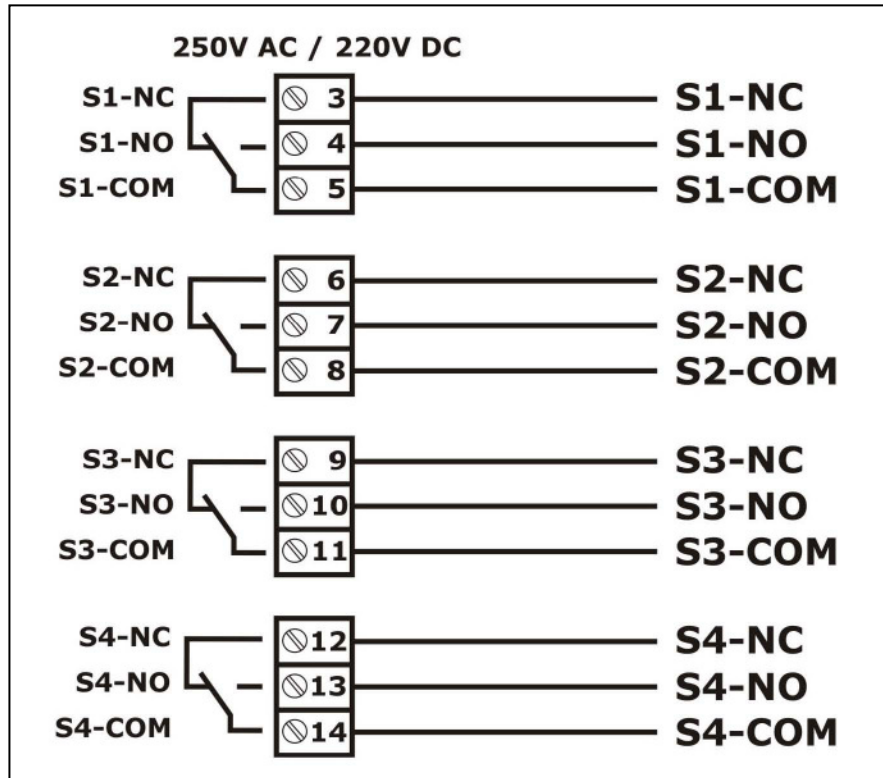 250V AC / 220V DC
S1-NC 3 S1-NC
S1-NO 4 S1-NO
S1-COM 5 S1-COM
S2-NC 6 S2-NC
S2-NO 7 S2-NO
S2-COM 8 S2-COM
S3-NC 9 S3-NC
S3-NO 10 S3-NO
S3-COM 11 S3-COM
S4-NC 12 S4-NC
S4-NO 13 S4-NO
S4-COM 14 S4-COM